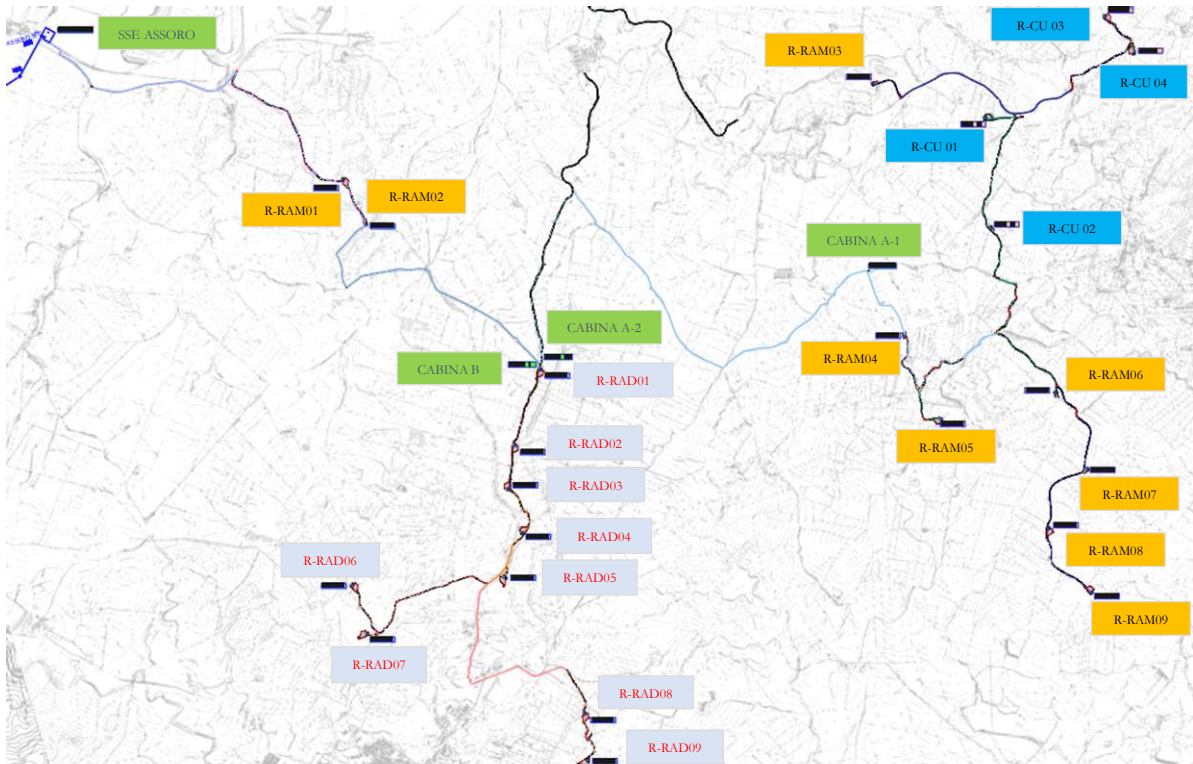 R-CU 03
SSE ASSORO
R-RAM03
R-CU 04
R-CU 01
R-RAM02
R-RAM01
R-CU 02
CABINA A-1
CABINA A-2
R-RAM04
CABINA B
R-RAD01
R-RAM06
R-RAD02
R-RAM05
R-RAD03
R-RAM07
R-RAD04
R-RAM08
R-RAD06
R-RAD05
R-RAM09
R-RAD07
R-RAD08
R-RAD09